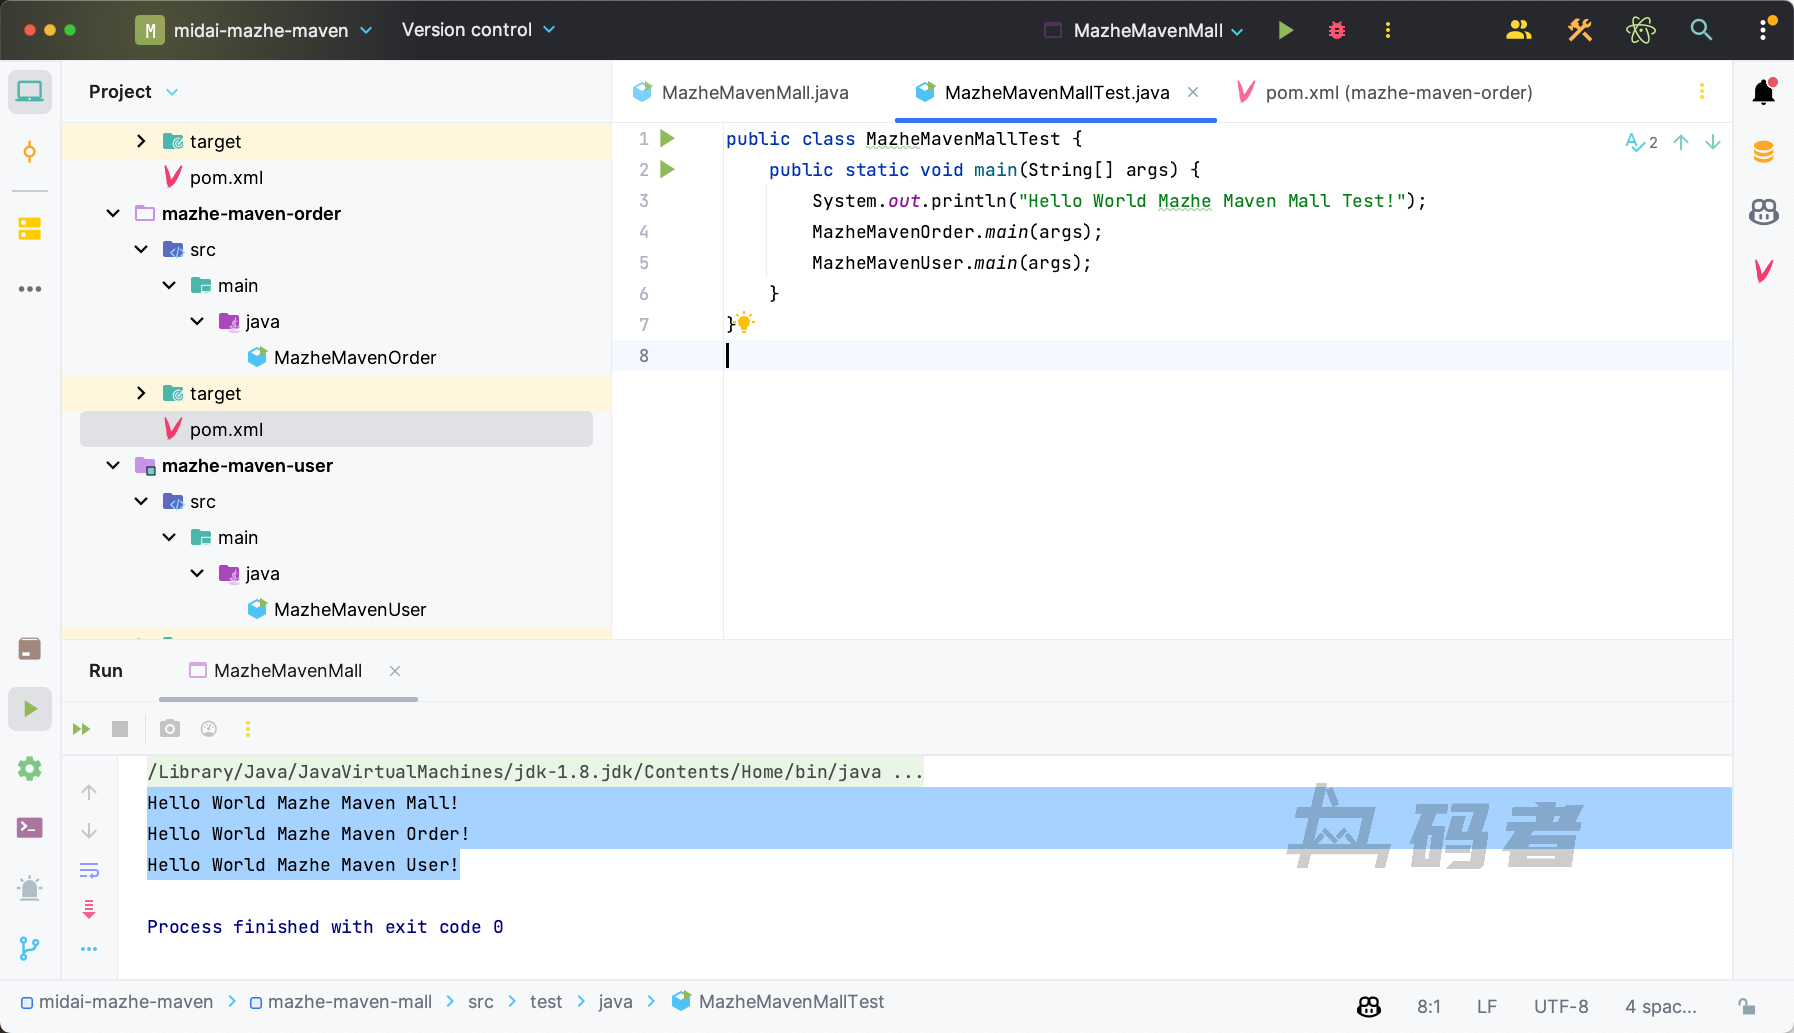 M midai-mazhe-maven Version control MazheMavenMall
Project
target
pom.xml
mazhe-maven-order
src
main
java
MazheMavenOrder
target
pom.xml
mazhe-maven-user
src
main
java
MazheMavenUser
MazheMavenMall.java MazheMavenMallTest.java pom.xml (mazhe-maven-order)
2
1 public class MazheMavenMallTest {
2 public static void main(String[] args) {
3 System.out.println("Hello World Mazhe Maven Mall Test!");
4 MazheMavenOrder.main(args);
5 MazheMavenUser.main(args);
6 }
7 }
8
Run MazheMavenMall
/Library/Java/JavaVirtualMachines/jdk-1.8.jdk/Contents/Home/bin/java ...
Hello World Mazhe Maven Mall!
Hello World Mazhe Maven Order!
Hello World Mazhe Maven User!
Process finished with exit code 0
码者
midai-mazhe-maven mazhe-maven-mall src test java MazheMavenMallTest 8:1 LF UTF-8 4 spac...